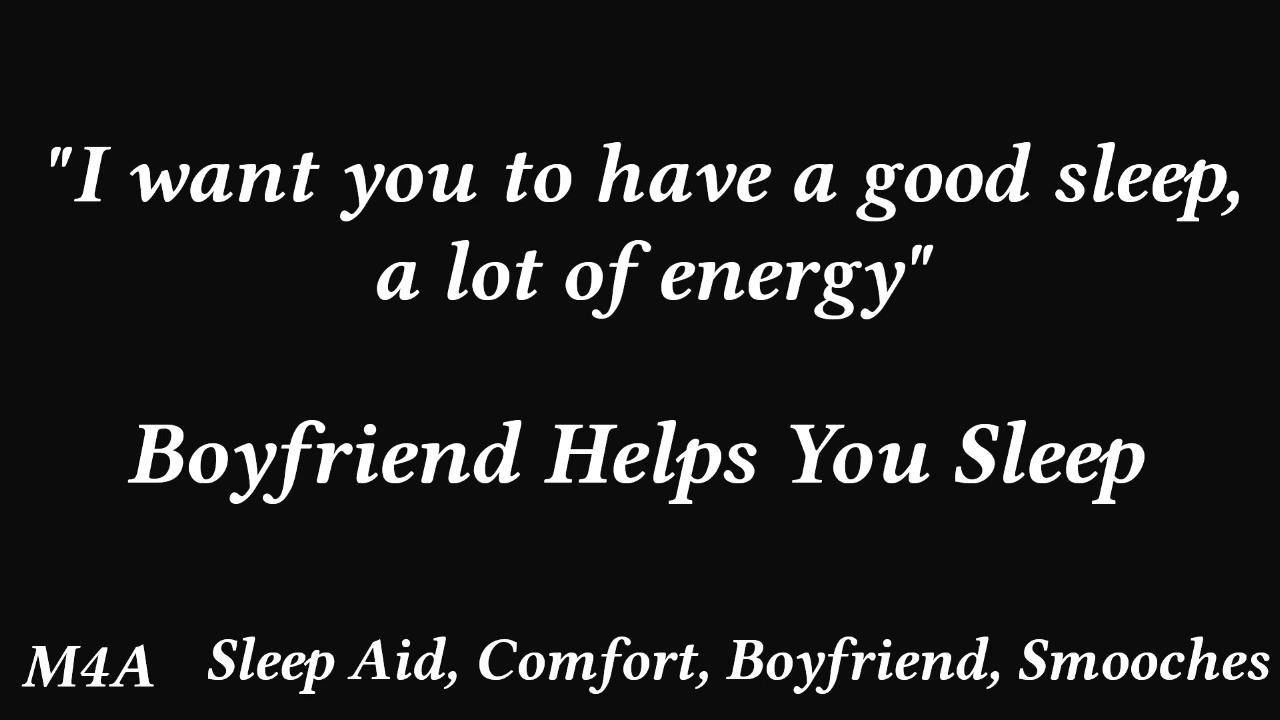 "I want you to have a good sleep,
a lot of energy"
Boyfriend Helps You Sleep
M4A Sleep Aid, Comfort, Boyfriend, Smooches